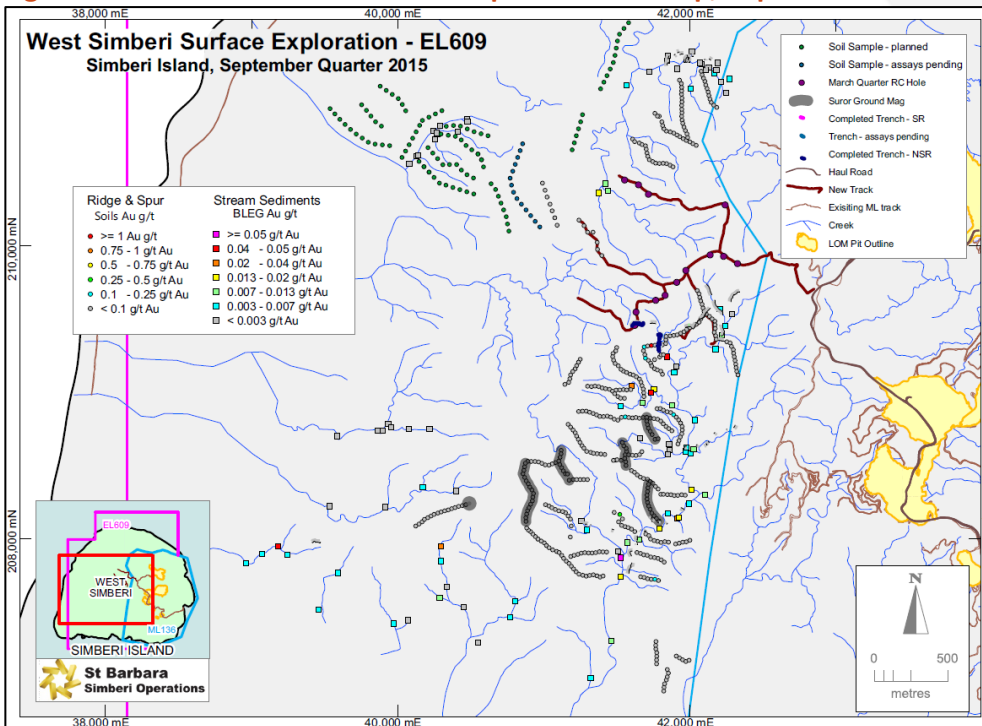 38,000 mE
40,000 mE
42,000 mE
West Simberi Surface Exploration - EL609
Simberi Island, September Quarter 2015
Soil Sample - planned
Soil Sample - assays pending
March Quarter RC Hole
Suror Ground Mag
Completed Trench - SR
Trench - assays pending
Completed Trench - NSR
Haul Road
New Track
Exisiting ML track
Creek
LOM Pit Outline
Ridge & Spur
Soils Au g/t
>= 1 Au g/t
0.75 - 1 g/t Au
0.5 - 0.75 g/t Au
0.25 - 0.5 g/t Au
0.1 - 0.25 g/t Au
< 0.1 g/t Au
Stream Sediments
BLEG Au g/t
>= 0.05 g/t Au
0.04 - 0.05 g/t Au
0.02 - 0.04 g/t Au
0.013 - 0.02 g/t Au
0.007 - 0.013 g/t Au
0.003 - 0.007 g/t Au
< 0.003 g/t Au
210,000 mN
208,000 mN
EL609
WEST
SIMBERI
ML136
SIMBERI ISLAND
St Barbara
Simberi Operations
N
0 500
metres
38,000 mE
40,000 mE
42,000 mE